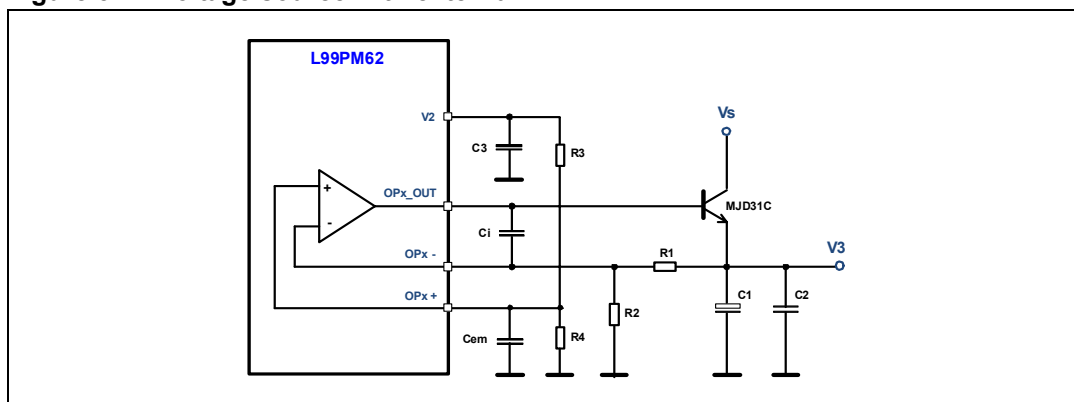 L99PM62
V2
Vs
C3
R3
OPx_OUT
MJD31C
+
-
Ci
V3
R1
OPx -
OPx +
C1
C2
R2
Cem
R4